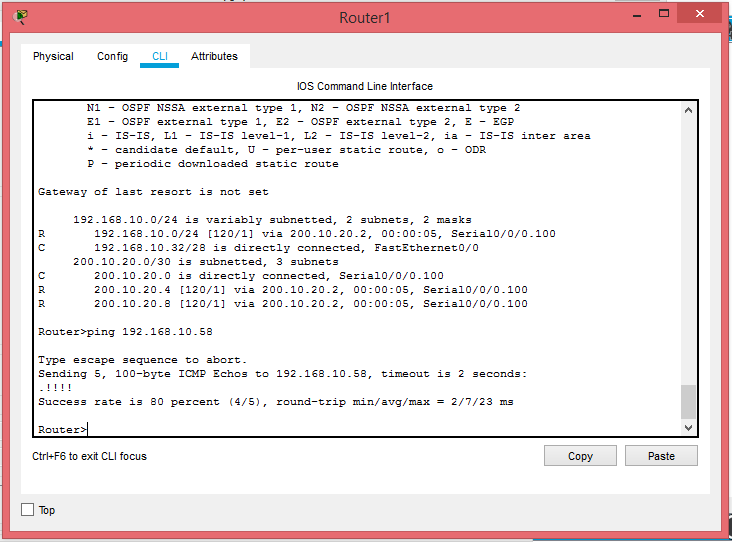 Router1
Physical Config CLI Attributes
IOS Command Line Interface
N1 - OSPF NSSA external type 1, N2 - OSPF NSSA external type 2
E1 - OSPF external type 1, E2 - OSPF external type 2, E - EGP
i - IS-IS, L1 - IS-IS level-1, L2 - IS-IS level-2, ia - IS-IS inter area
* - candidate default, U - per-user static route, o - ODR
P - periodic downloaded static route
Gateway of last resort is not set
192.168.10.0/24 is variably subnetted, 2 subnets, 2 masks
R 192.168.10.0/24 [120/1] via 200.10.20.2, 00:00:05, Serial0/0/0.100
C 192.168.10.32/28 is directly connected, FastEthernet0/0
200.10.20.0/30 is subnetted, 3 subnets
C 200.10.20.0 is directly connected, Serial0/0/0.100
R 200.10.20.4 [120/1] via 200.10.20.2, 00:00:05, Serial0/0/0.100
R 200.10.20.8 [120/1] via 200.10.20.2, 00:00:05, Serial0/0/0.100
Router>ping 192.168.10.58
Type escape sequence to abort.
Sending 5, 100-byte ICMP Echos to 192.168.10.58, timeout is 2 seconds:
.!!!!
Success rate is 80 percent (4/5), round-trip min/avg/max = 2/7/23 ms
Router>
Ctrl+F6 to exit CLI focus
Copy Paste
Top